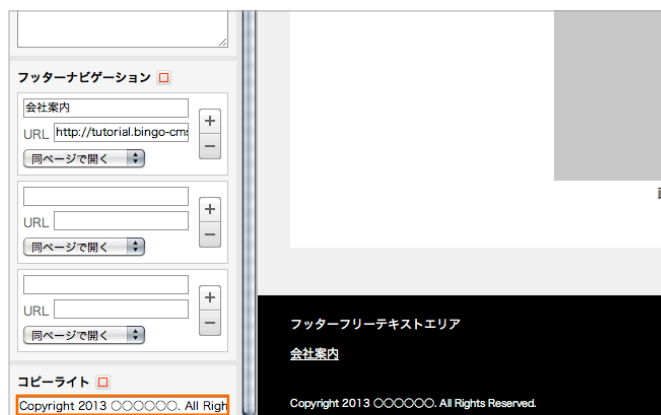 フッターナビゲーション
会社案内
URL http://tutorial.bingo-cms
同ページで開く
URL
同ページで開く
URL
同ページで開く
コピーライト
Copyright 2013 〇〇〇〇〇〇. All Righ
フッターフリーテキストエリア
会社案内
Copyright 2013 〇〇〇〇〇〇. All Rights Reserved.